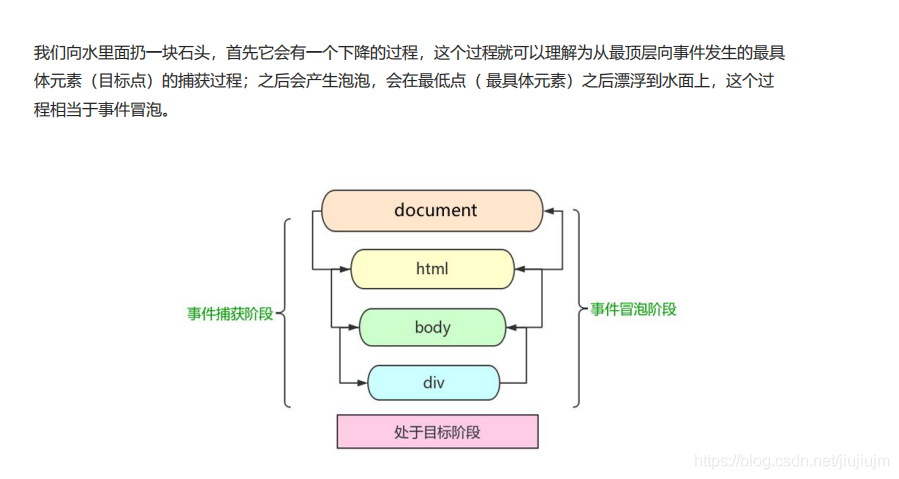 我们向水里面扔一块石头，首先它会有一个下降的过程，这个过程就可以理解为从最顶层向事件发生的最具
体元素（目标点）的捕获过程；之后会产生泡泡，会在最低点（ 最具体元素）之后漂浮到水面上，这个过
程相当于事件冒泡。
document
html
事件捕获阶段
事件冒泡阶段
body
div
处于目标阶段
https://blog.csdn.net/jiujiujm